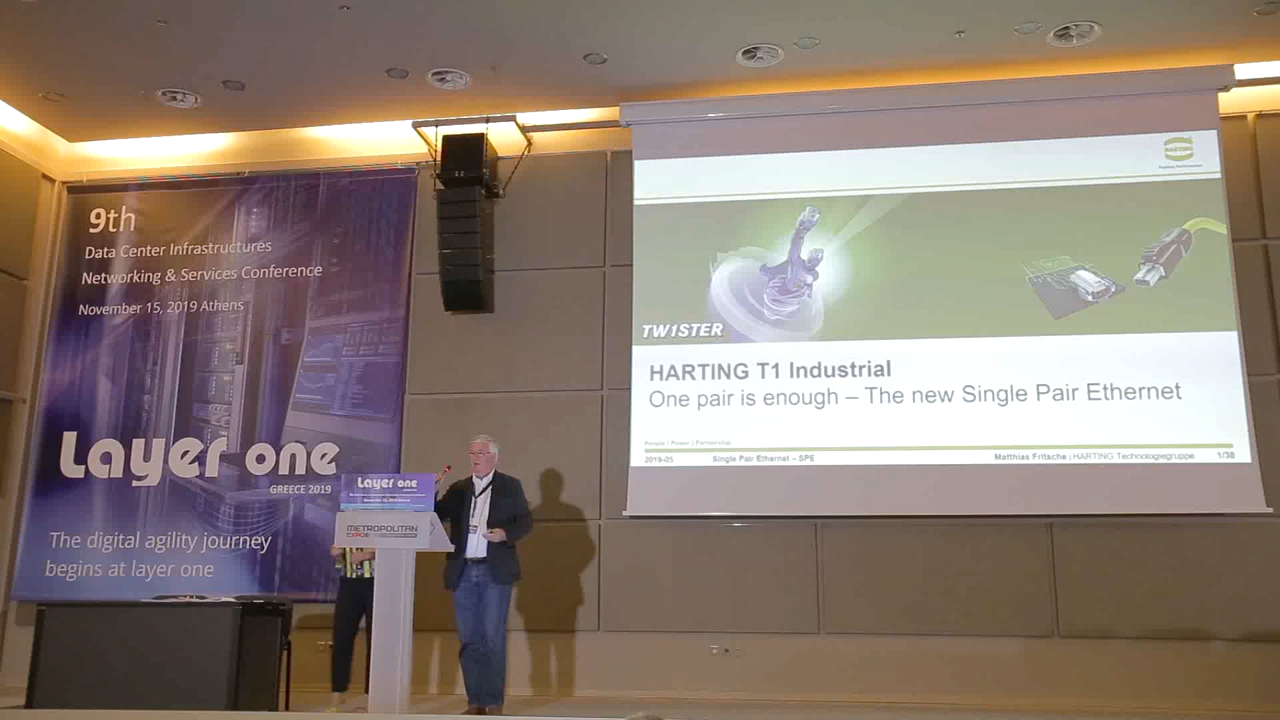 9th
Data Center Infrastructures
Networking & Services Conference
November 15, 2019 Athens
Layer one
GREECE 2019
The digital agility journey
begins at layer one
HARTING
TW1STER
HARTING T1 Industrial
One pair is enough – The new Single Pair Ethernet
People | Power | Partnership
2019-05 Single Pair Ethernet – SPE Matthias Fritsche | HARTING Technologiegruppe 1/38
Layer one
METROPOLITAN
EXPO